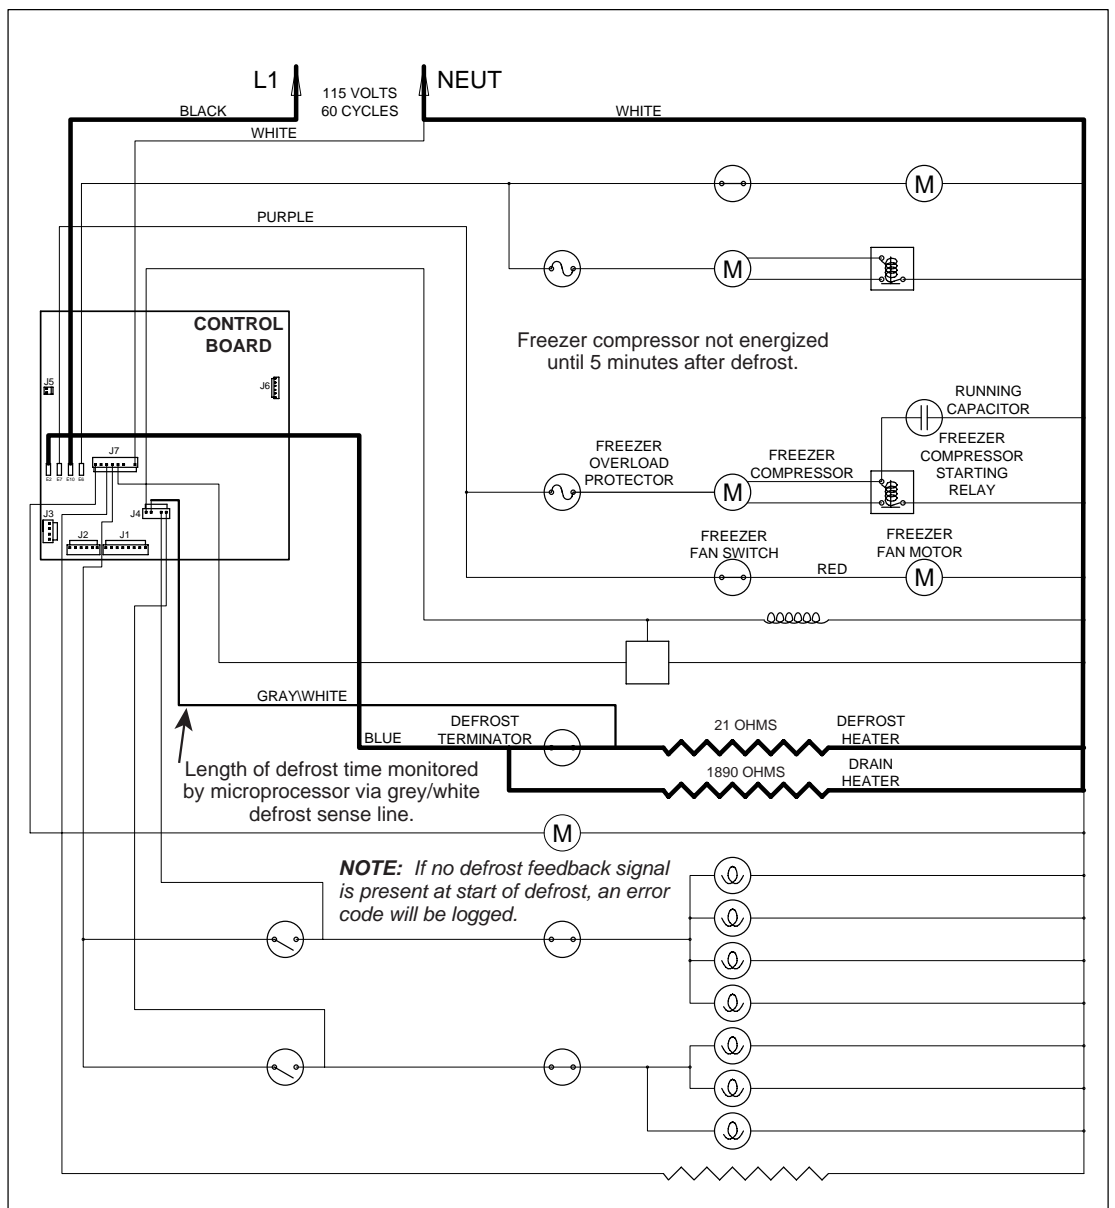 L1
NEUT
115 VOLTS
60 CYCLES
BLACK
WHITE
WHITE
PURPLE
CONTROL
BOARD
Freezer compressor not energized
until 5 minutes after defrost.
J5
J6
RUNNING
CAPACITOR
J7
FREEZER
OVERLOAD
PROTECTOR
FREEZER
COMPRESSOR
FREEZER
COMPRESSOR
STARTING
RELAY
E2 E7 E10 E6
M
M
M
J3
J4
J2
J1
FREEZER
FAN SWITCH
RED
FREEZER
FAN MOTOR
M
GRAY\WHITE
BLUE
DEFROST
TERMINATOR
21 OHMS
DEFROST
HEATER
1890 OHMS
DRAIN
HEATER
Length of defrost time monitored
by microprocessor via grey/white
defrost sense line.
M
NOTE: If no defrost feedback signal
is present at start of defrost, an error
code will be logged.